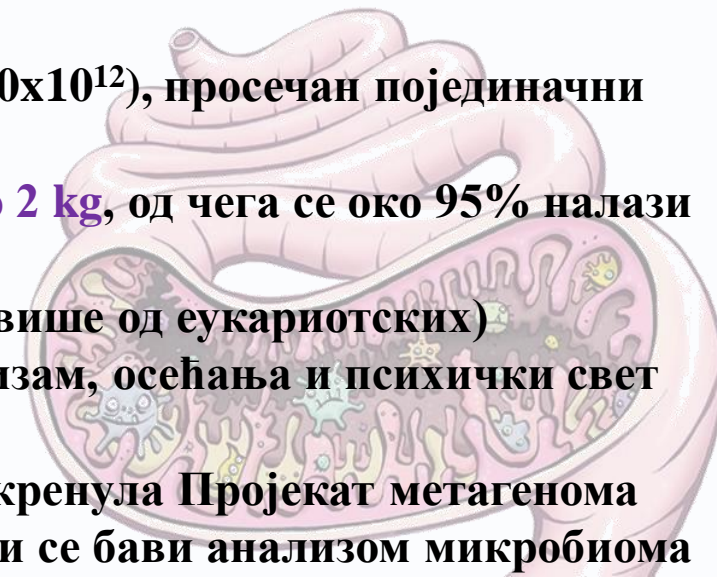 0x10¹²), просечан појединачни
2 kg, од чега се око 95% налази
више од еукариотских)
изам, осећања и психички свет
кренула Пројекат метагенома
и се бави анализом микробиома